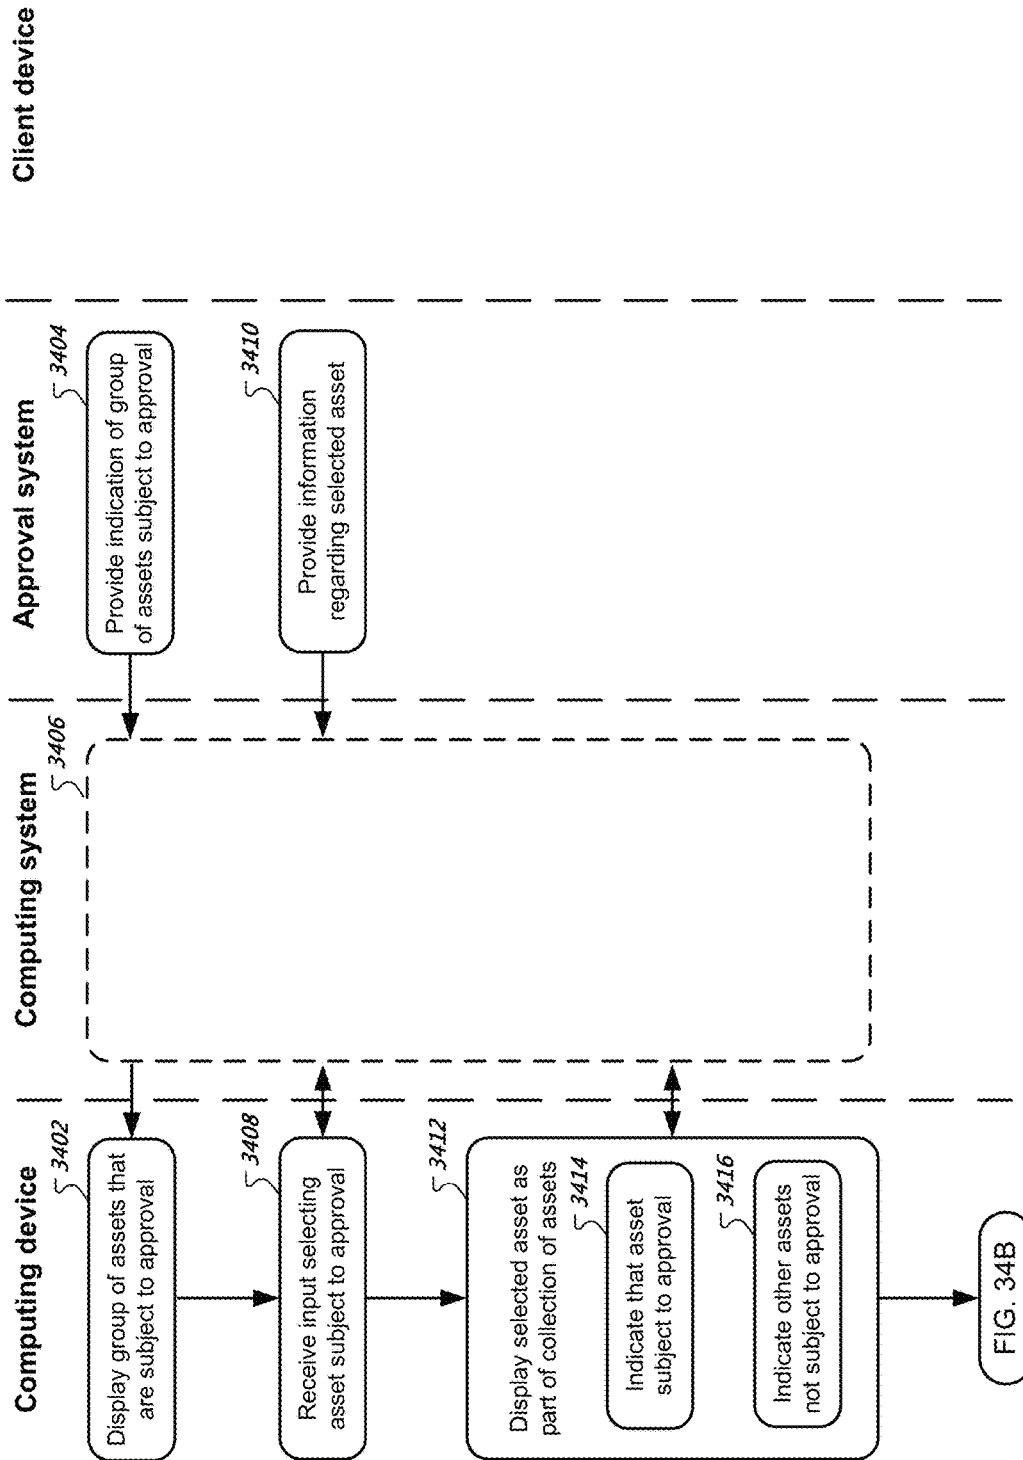 Computing device
Computing system
Approval system
Client device
3402
Display group of assets that
are subject to approval
3406
3404
Provide indication of group
of assets subject to approval
3408
Receive input selecting
asset subject to approval
3410
Provide information
regarding selected asset
3412
Display selected asset as
part of collection of assets
3414
Indicate that asset
subject to approval
3416
Indicate other assets
not subject to approval
FIG. 34B